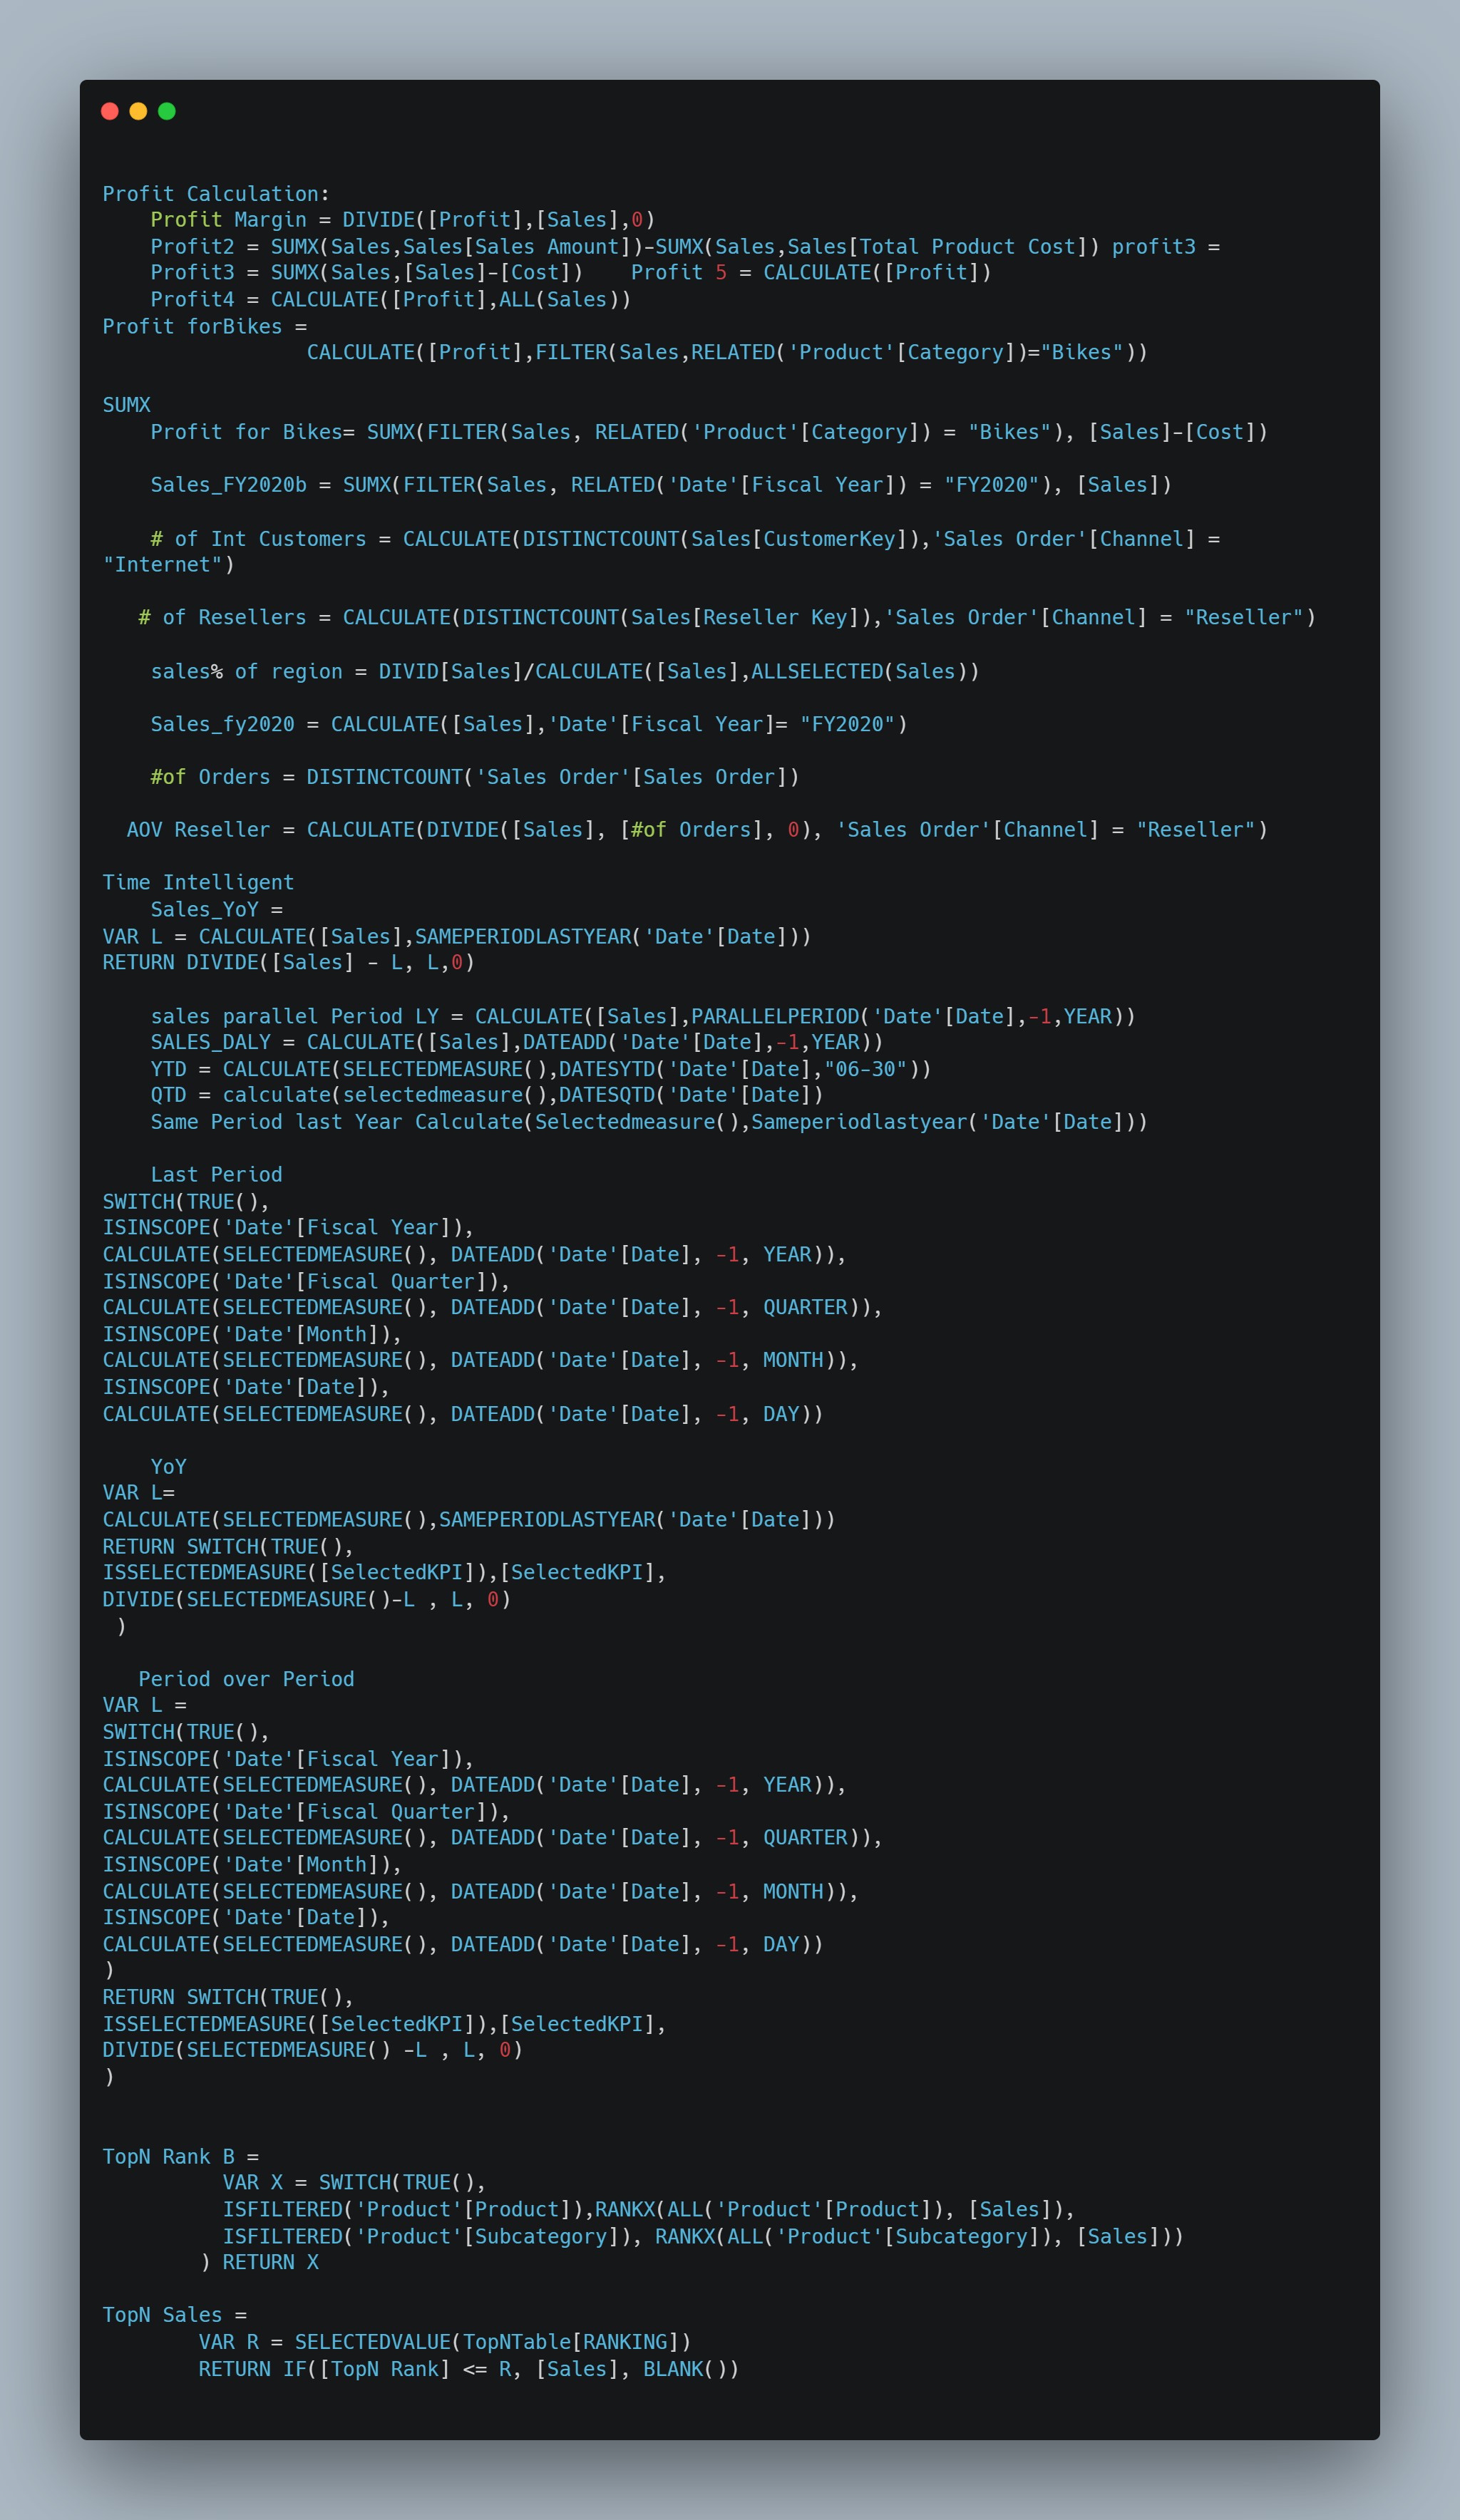 Profit Calculation:
Profit Margin = DIVIDE([Profit],[Sales],0)
Profit2 = SUMX(Sales,Sales[Sales Amount])-SUMX(Sales,Sales[Total Product Cost]) profit3 =
Profit3 = SUMX(Sales,[Sales]-[Cost])    Profit 5 = CALCULATE([Profit])
Profit4 = CALCULATE([Profit],ALL(Sales))
Profit forBikes =
CALCULATE([Profit],FILTER(Sales,RELATED('Product'[Category])="Bikes"))
SUMX
Profit for Bikes= SUMX(FILTER(Sales, RELATED('Product'[Category]) = "Bikes"), [Sales]-[Cost])
Sales_FY2020b = SUMX(FILTER(Sales, RELATED('Date'[Fiscal Year]) = "FY2020"), [Sales])
# of Int Customers = CALCULATE(DISTINCTCOUNT(Sales[CustomerKey]),'Sales Order'[Channel] =
"Internet")
# of Resellers = CALCULATE(DISTINCTCOUNT(Sales[Reseller Key]),'Sales Order'[Channel] = "Reseller")
sales% of region = DIVID[Sales]/CALCULATE([Sales],ALLSELECTED(Sales))
Sales_fy2020 = CALCULATE([Sales],'Date'[Fiscal Year]= "FY2020")
#of Orders = DISTINCTCOUNT('Sales Order'[Sales Order])
AOV Reseller = CALCULATE(DIVIDE([Sales], [#of Orders], 0), 'Sales Order'[Channel] = "Reseller")
Time Intelligent
Sales_YoY =
VAR L = CALCULATE([Sales],SAMEPERIODLASTYEAR('Date'[Date]))
RETURN DIVIDE([Sales] - L, L,0)
sales parallel Period LY = CALCULATE([Sales],PARALLELPERIOD('Date'[Date],-1,YEAR))
SALES_DALY = CALCULATE([Sales],DATEADD('Date'[Date],-1,YEAR))
YTD = CALCULATE(SELECTEDMEASURE(),DATESYTD('Date'[Date],"06-30"))
QTD = calculate(selectedmeasure(),DATESQTD('Date'[Date])
Same Period last Year Calculate(Selectedmeasure(),Sameperiodlastyear('Date'[Date]))
Last Period
SWITCH(TRUE(),
ISINSCOPE('Date'[Fiscal Year]),
CALCULATE(SELECTEDMEASURE(), DATEADD('Date'[Date], -1, YEAR)),
ISINSCOPE('Date'[Fiscal Quarter]),
CALCULATE(SELECTEDMEASURE(), DATEADD('Date'[Date], -1, QUARTER)),
ISINSCOPE('Date'[Month]),
CALCULATE(SELECTEDMEASURE(), DATEADD('Date'[Date], -1, MONTH)),
ISINSCOPE('Date'[Date]),
CALCULATE(SELECTEDMEASURE(), DATEADD('Date'[Date], -1, DAY))
YoY
VAR L=
CALCULATE(SELECTEDMEASURE(),SAMEPERIODLASTYEAR('Date'[Date]))
RETURN SWITCH(TRUE(),
ISSELECTEDMEASURE([SelectedKPI]),[SelectedKPI],
DIVIDE(SELECTEDMEASURE()-L , L, 0)
)
Period over Period
VAR L =
SWITCH(TRUE(),
ISINSCOPE('Date'[Fiscal Year]),
CALCULATE(SELECTEDMEASURE(), DATEADD('Date'[Date], -1, YEAR)),
ISINSCOPE('Date'[Fiscal Quarter]),
CALCULATE(SELECTEDMEASURE(), DATEADD('Date'[Date], -1, QUARTER)),
ISINSCOPE('Date'[Month]),
CALCULATE(SELECTEDMEASURE(), DATEADD('Date'[Date], -1, MONTH)),
ISINSCOPE('Date'[Date]),
CALCULATE(SELECTEDMEASURE(), DATEADD('Date'[Date], -1, DAY))
)
RETURN SWITCH(TRUE(),
ISSELECTEDMEASURE([SelectedKPI]),[SelectedKPI],
DIVIDE(SELECTEDMEASURE() -L , L, 0)
)
TopN Rank B =
VAR X = SWITCH(TRUE(),
ISFILTERED('Product'[Product]),RANKX(ALL('Product'[Product]), [Sales]),
ISFILTERED('Product'[Subcategory]), RANKX(ALL('Product'[Subcategory]), [Sales]))
) RETURN X
TopN Sales =
VAR R = SELECTEDVALUE(TopNTable[RANKING])
RETURN IF([TopN Rank] <= R, [Sales], BLANK())